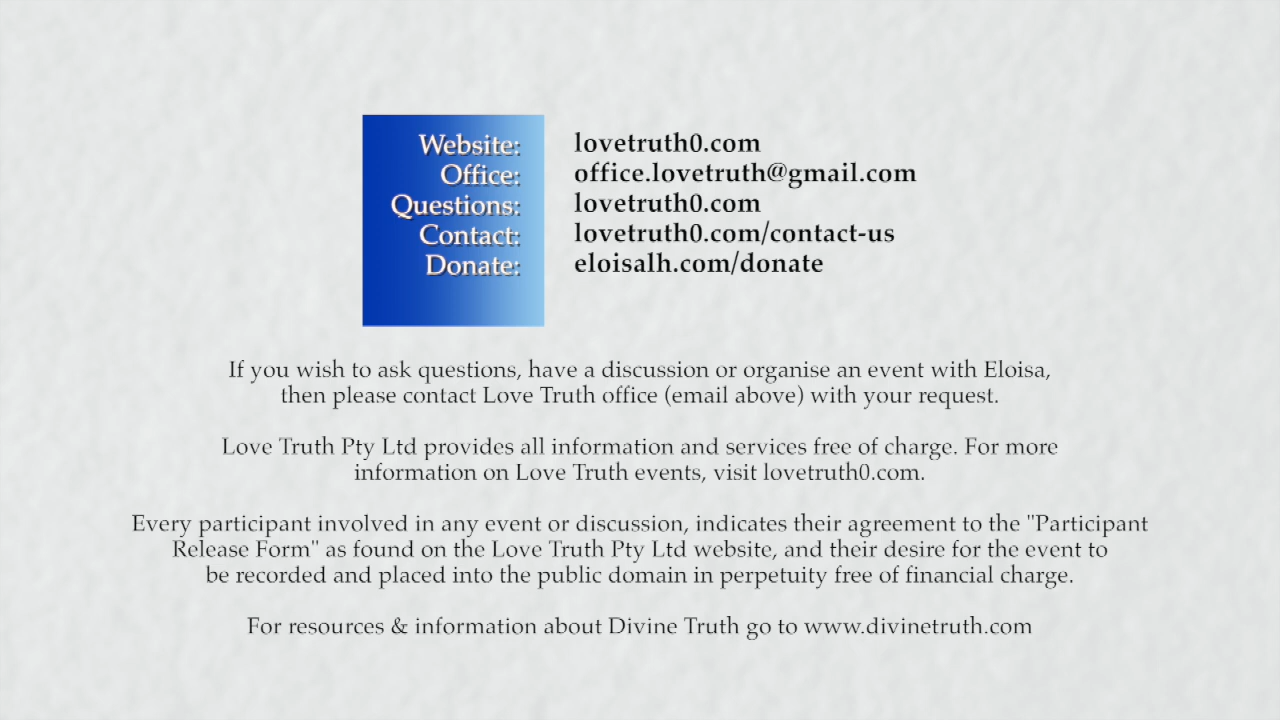 Website: lovetruth0.com
Office: office.lovetruth@gmail.com
Questions: lovetruth0.com
Contact: lovetruth0.com/contact-us
Donate: eloisalh.com/donate
If you wish to ask questions, have a discussion or organise an event with Eloisa,
then please contact Love Truth office (email above) with your request.
Love Truth Pty Ltd provides all information and services free of charge. For more
information on Love Truth events, visit lovetruth0.com.
Every participant involved in any event or discussion, indicates their agreement to the "Participant
Release Form" as found on the Love Truth Pty Ltd website, and their desire for the event to
be recorded and placed into the public domain in perpetuity free of financial charge.
For resources & information about Divine Truth go to www.divinetruth.com